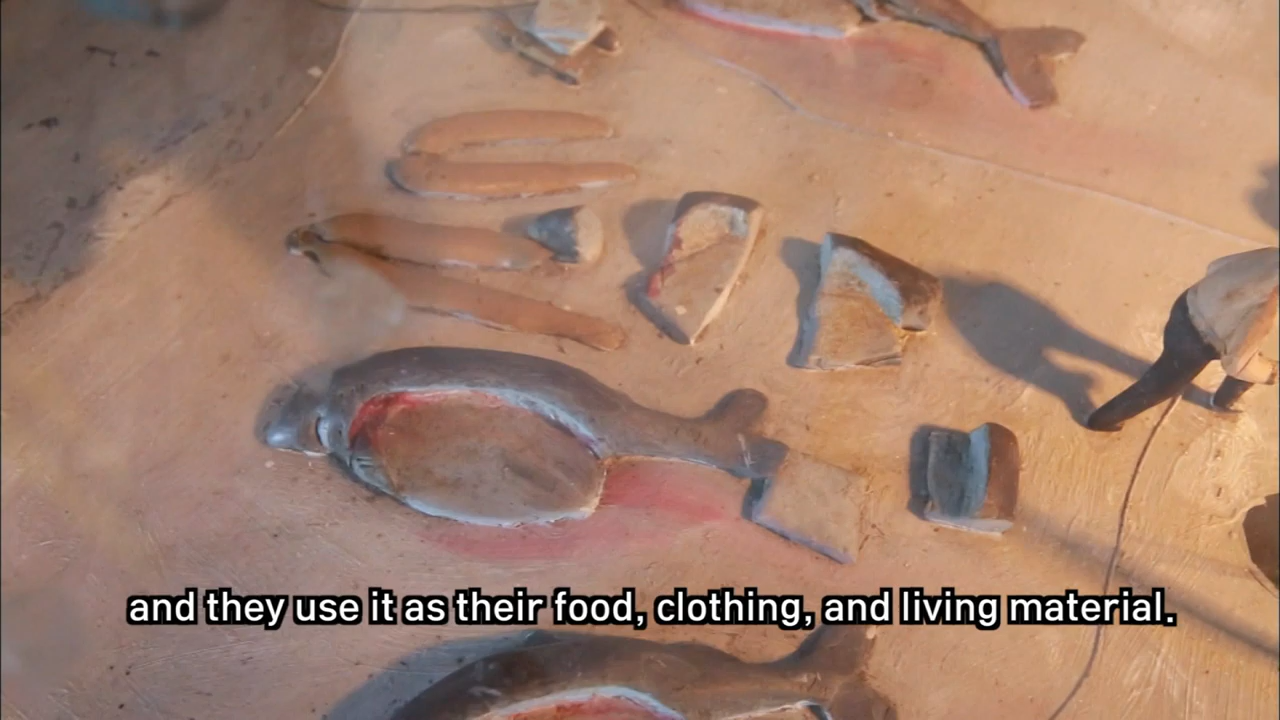 and they use it as their food, clothing, and living material.